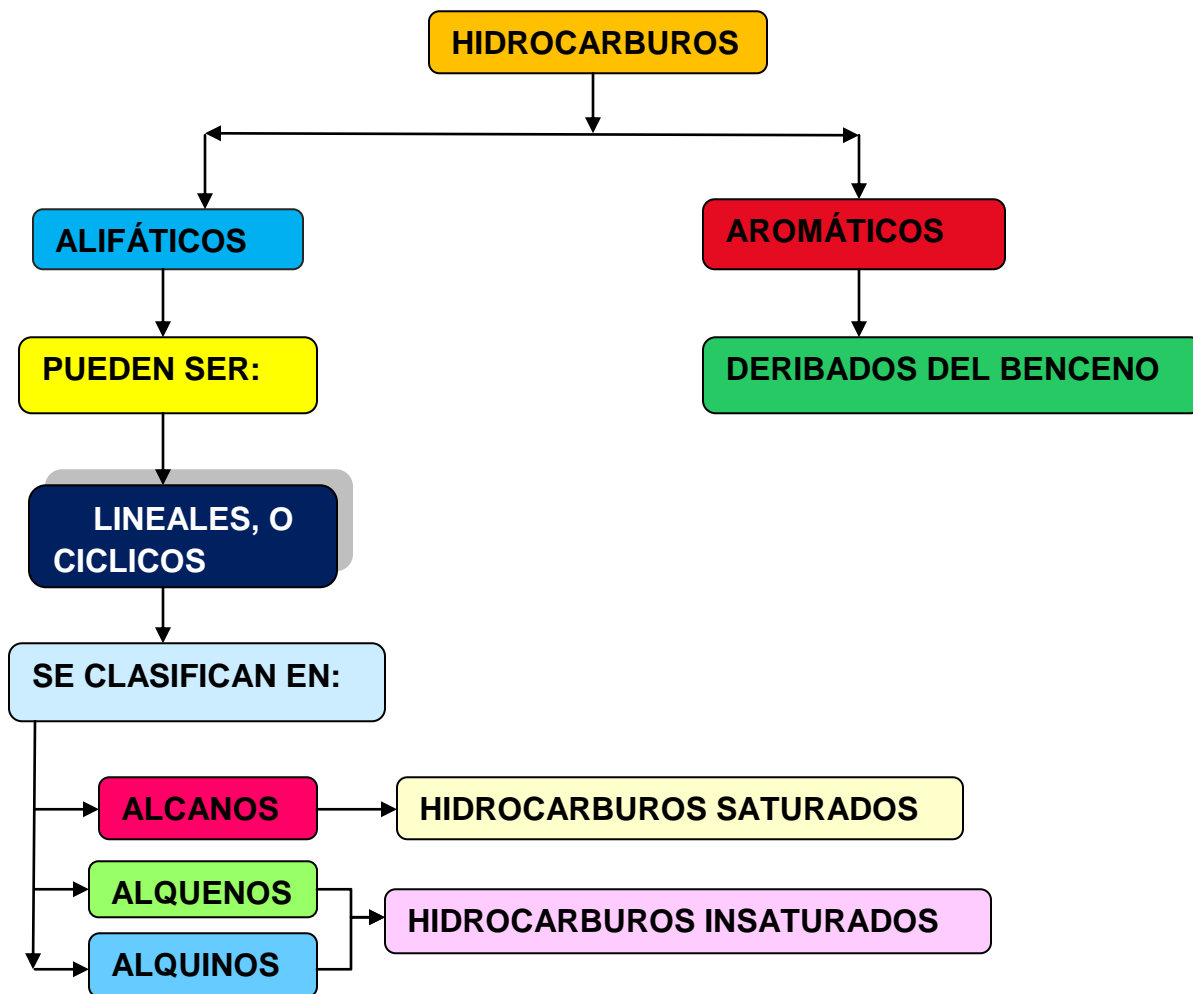 HIDROCARBUROS
ALIFÁTICOS
AROMÁTICOS
PUEDEN SER:
DERIBADOS DEL BENCENO
LINEALES, O
CICLICOS
SE CLASIFICAN EN:
ALCANOS
HIDROCARBUROS SATURADOS
ALQUENOS
HIDROCARBUROS INSATURADOS
ALQUINOS